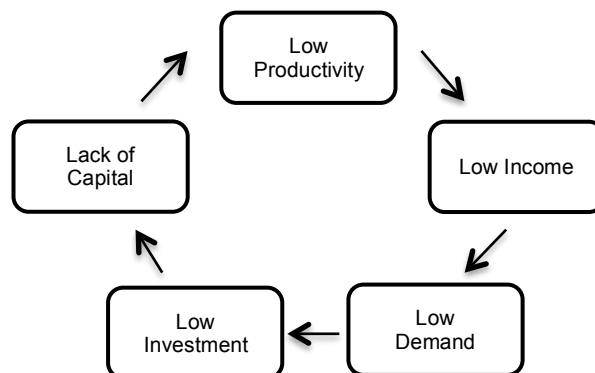 Low
Productivity
Low Income
Low
Demand
Low
Investment
Lack of
Capital